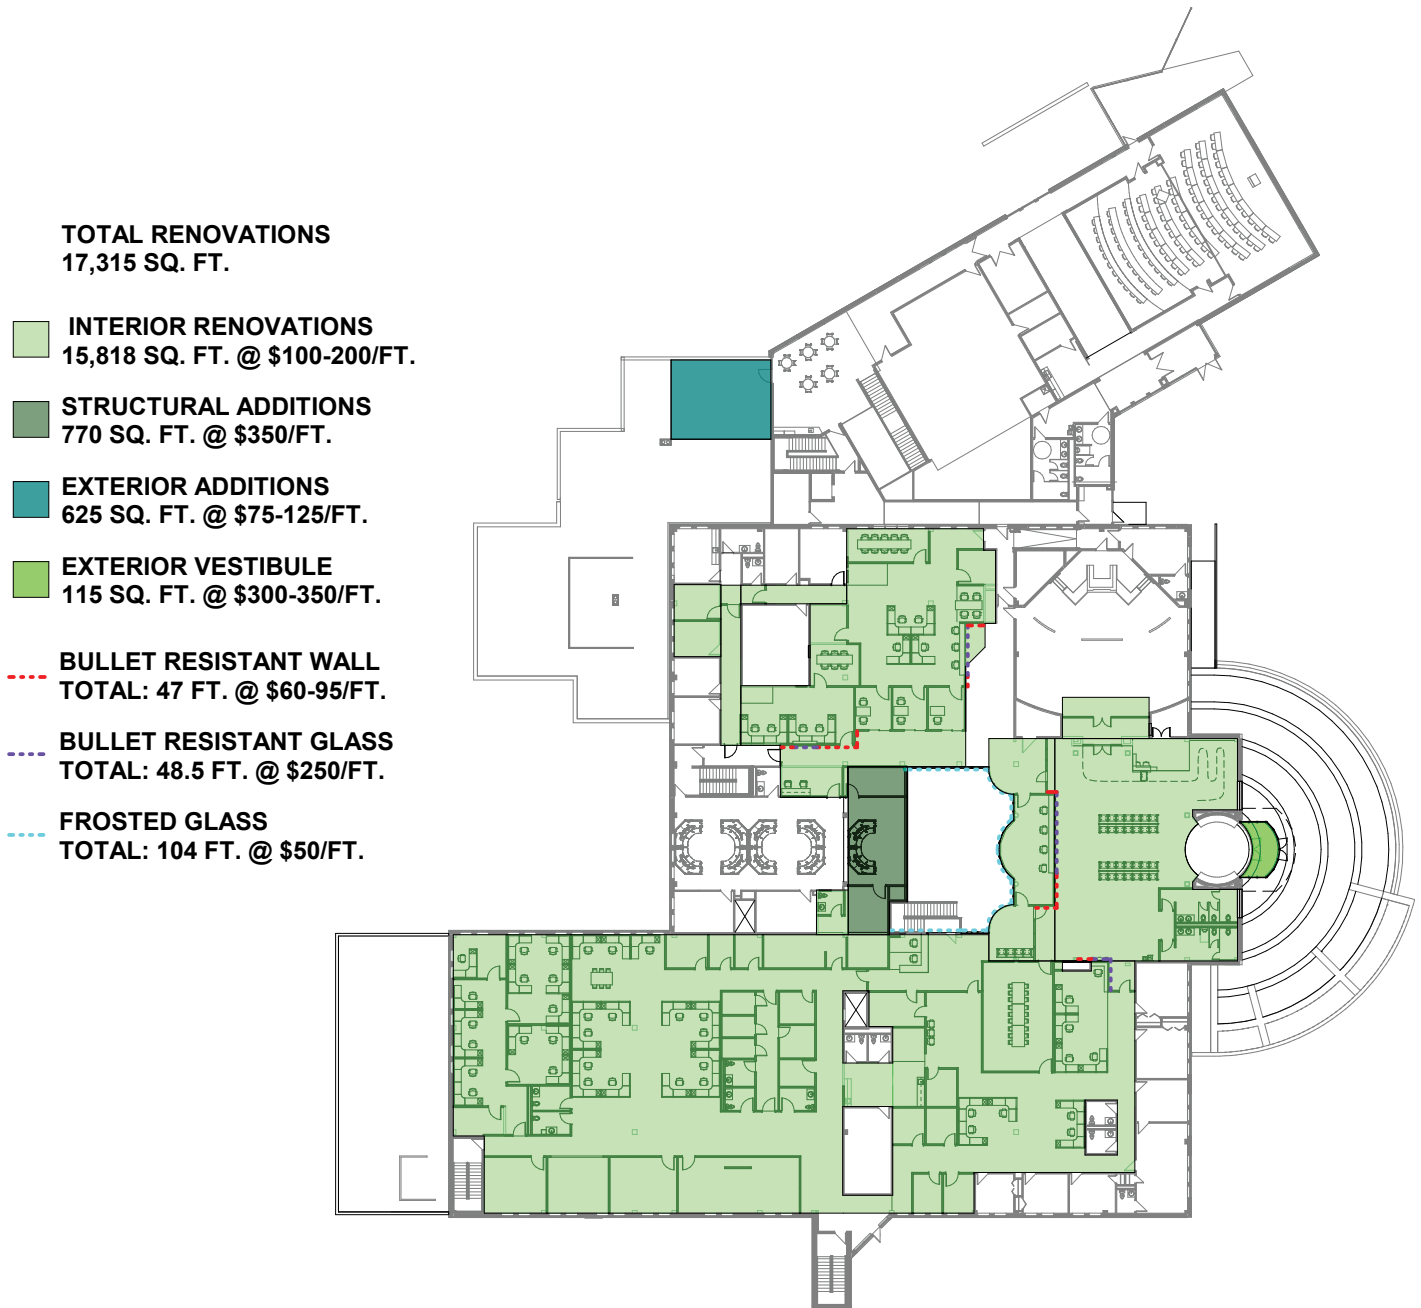 TOTAL RENOVATIONS
17,315 SQ. FT.
INTERIOR RENOVATIONS
15,818 SQ. FT. @ $100-200/FT.
STRUCTURAL ADDITIONS
770 SQ. FT. @ $350/FT.
EXTERIOR ADDITIONS
625 SQ. FT. @ $75-125/FT.
EXTERIOR VESTIBULE
115 SQ. FT. @ $300-350/FT.
BULLET RESISTANT WALL
TOTAL: 47 FT. @ $60-95/FT.
BULLET RESISTANT GLASS
TOTAL: 48.5 FT. @ $250/FT.
FROSTED GLASS
TOTAL: 104 FT. @ $50/FT.